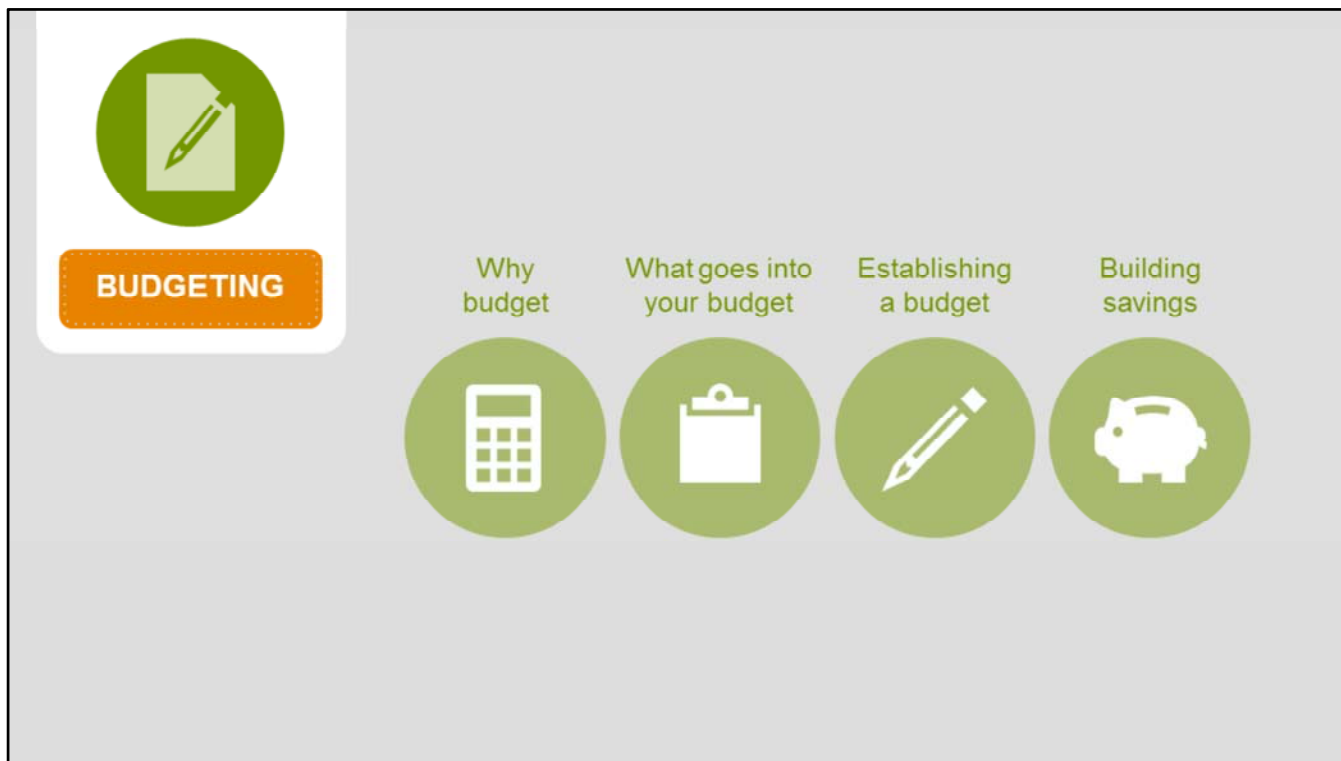 BUDGETING
Why
budget
What goes into
your budget
Establishing
a budget
Building
savings